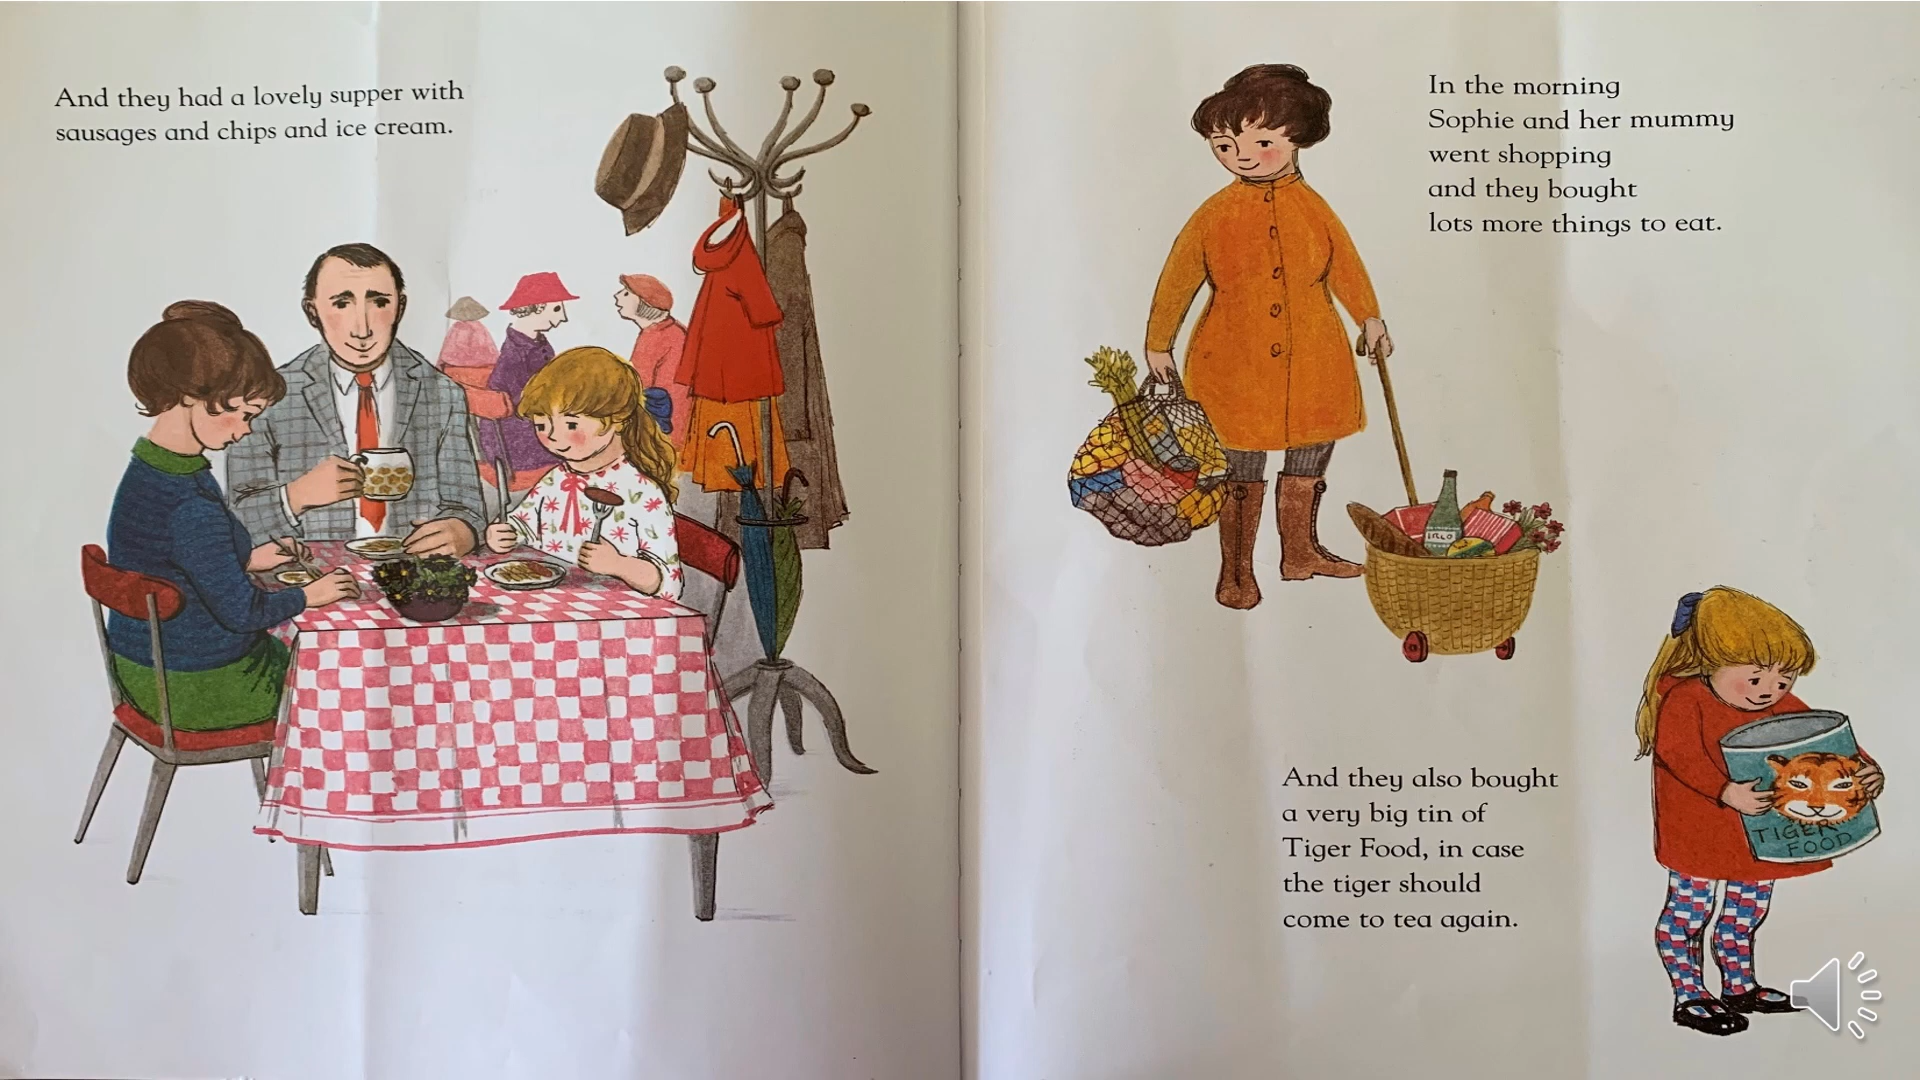 And they had a lovely supper with
sausages and chips and ice cream.
In the morning
Sophie and her mummy
went shopping
and they bought
lots more things to eat.
And they also bought
a very big tin of
Tiger Food, in case
the tiger should
come to tea again.
TIGER
FOOD